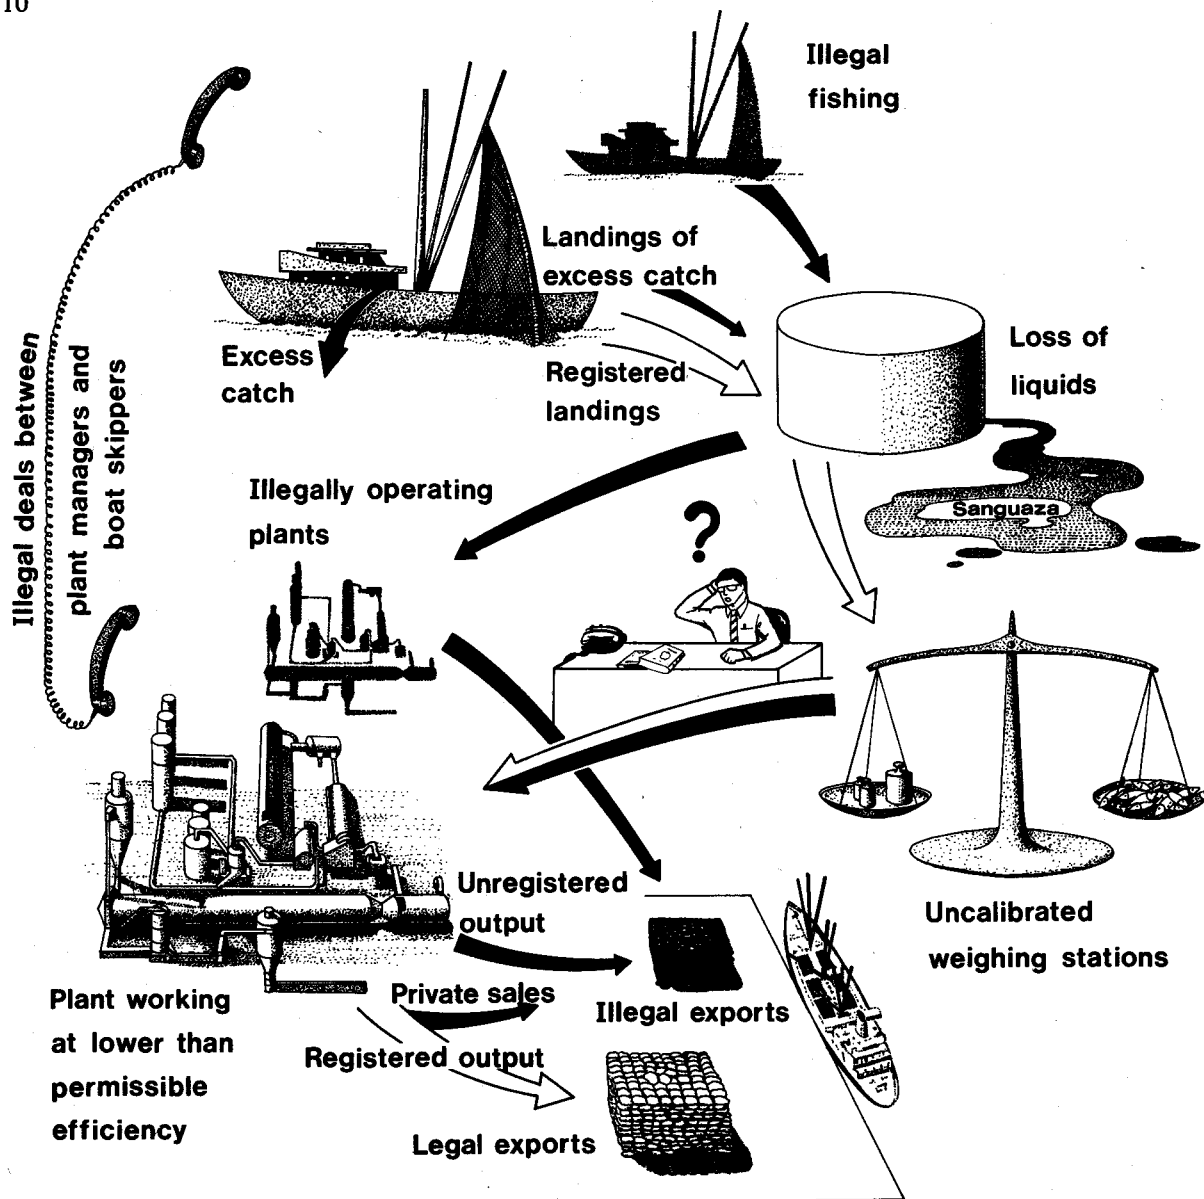 10
Illegal
fishing
Landings of
excess catch
Excess
catch
Registered
landings
Loss of
liquids
Sanguaza
Illegal deals between
plant managers and
boat skippers
Illegally operating
plants
?
Uncalibrated
weighing stations
Unregistered
output
Plant working
at lower than
permissible
efficiency
Private sales
Illegal exports
Registered output
Legal exports